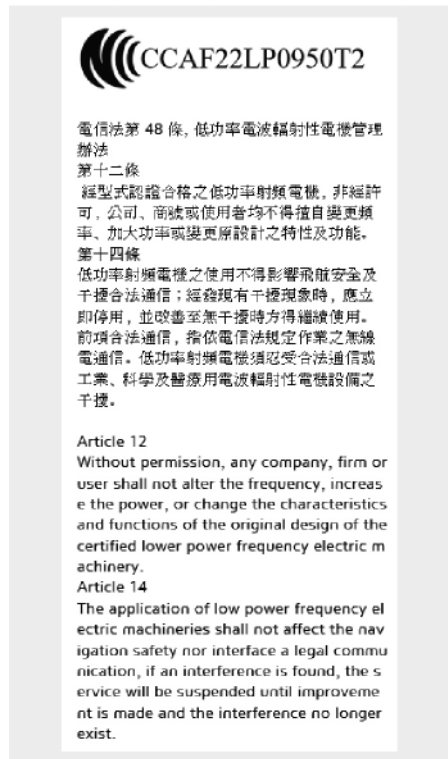 CCAF22LP0950T2
電信法第 48 條, 低功率電波輻射性電機管理
辦法
第十二條
經型式認證合格之低功率射頻電機，非經許
可，公司、商號或使用者均不得擅自變更頻
率、加大功率或變更原設計之特性及功能。
第十四條
低功率射頻電機之使用不得影響飛航安全及
干擾合法通信；經發現有干擾現象時，應立
即停用，並改善至無干擾時方得繼續使用。
前項合法通信，指依電信法規定作業之無線
電通信。低功率射頻電機須忍受合法通信或
工業、科學及醫療用電波輻射性電機設備之
干擾。
Article 12
Without permission, any company, firm or
user shall not alter the frequency, increas
e the power, or change the characteristics
and functions of the original design of the
certified lower power frequency electric m
achinery.
Article 14
The application of low power frequency el
ectric machineries shall not affect the nav
igation safety nor interface a legal commu
nication, if an interference is found, the s
ervice will be suspended until improveme
nt is made and the interference no longer
exist.